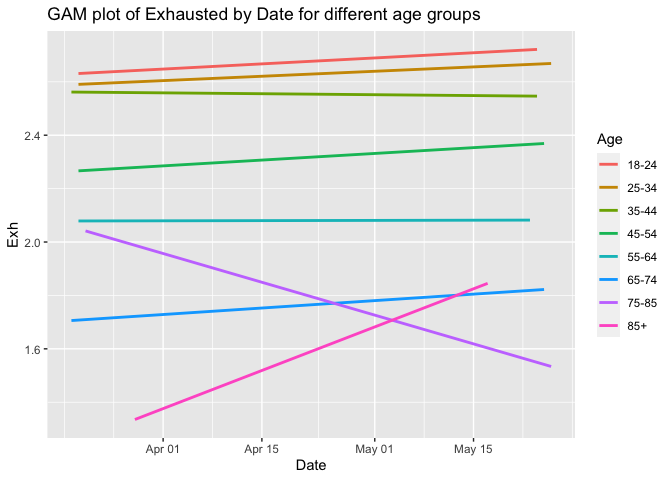 GAM plot of Exhausted by Date for different age groups
Exh
2.4
2.0
1.6
Apr 01 Apr 15 May 01 May 15
Date
Age
18-24
25-34
35-44
45-54
55-64
65-74
75-85
85+